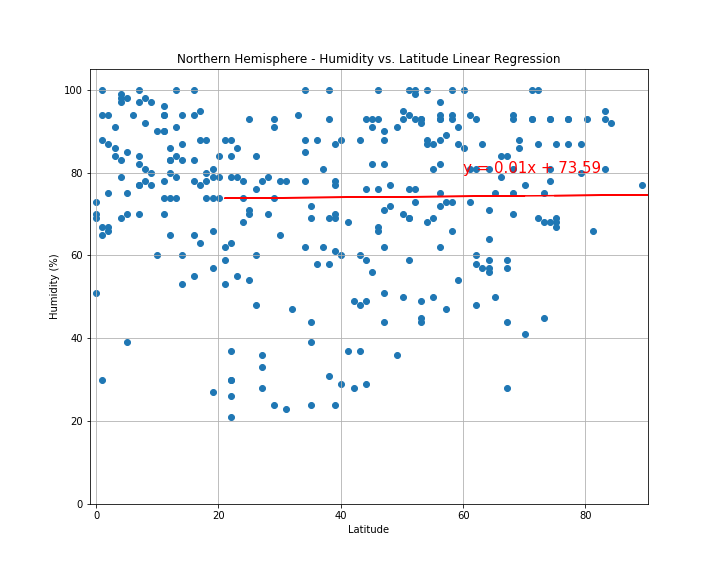 Northern Hemisphere - Humidity vs. Latitude Linear Regression
100
80
60
40
20
0
Humidity (%)
y = 0.01x + 73.59
0 20 40 60 80
Latitude